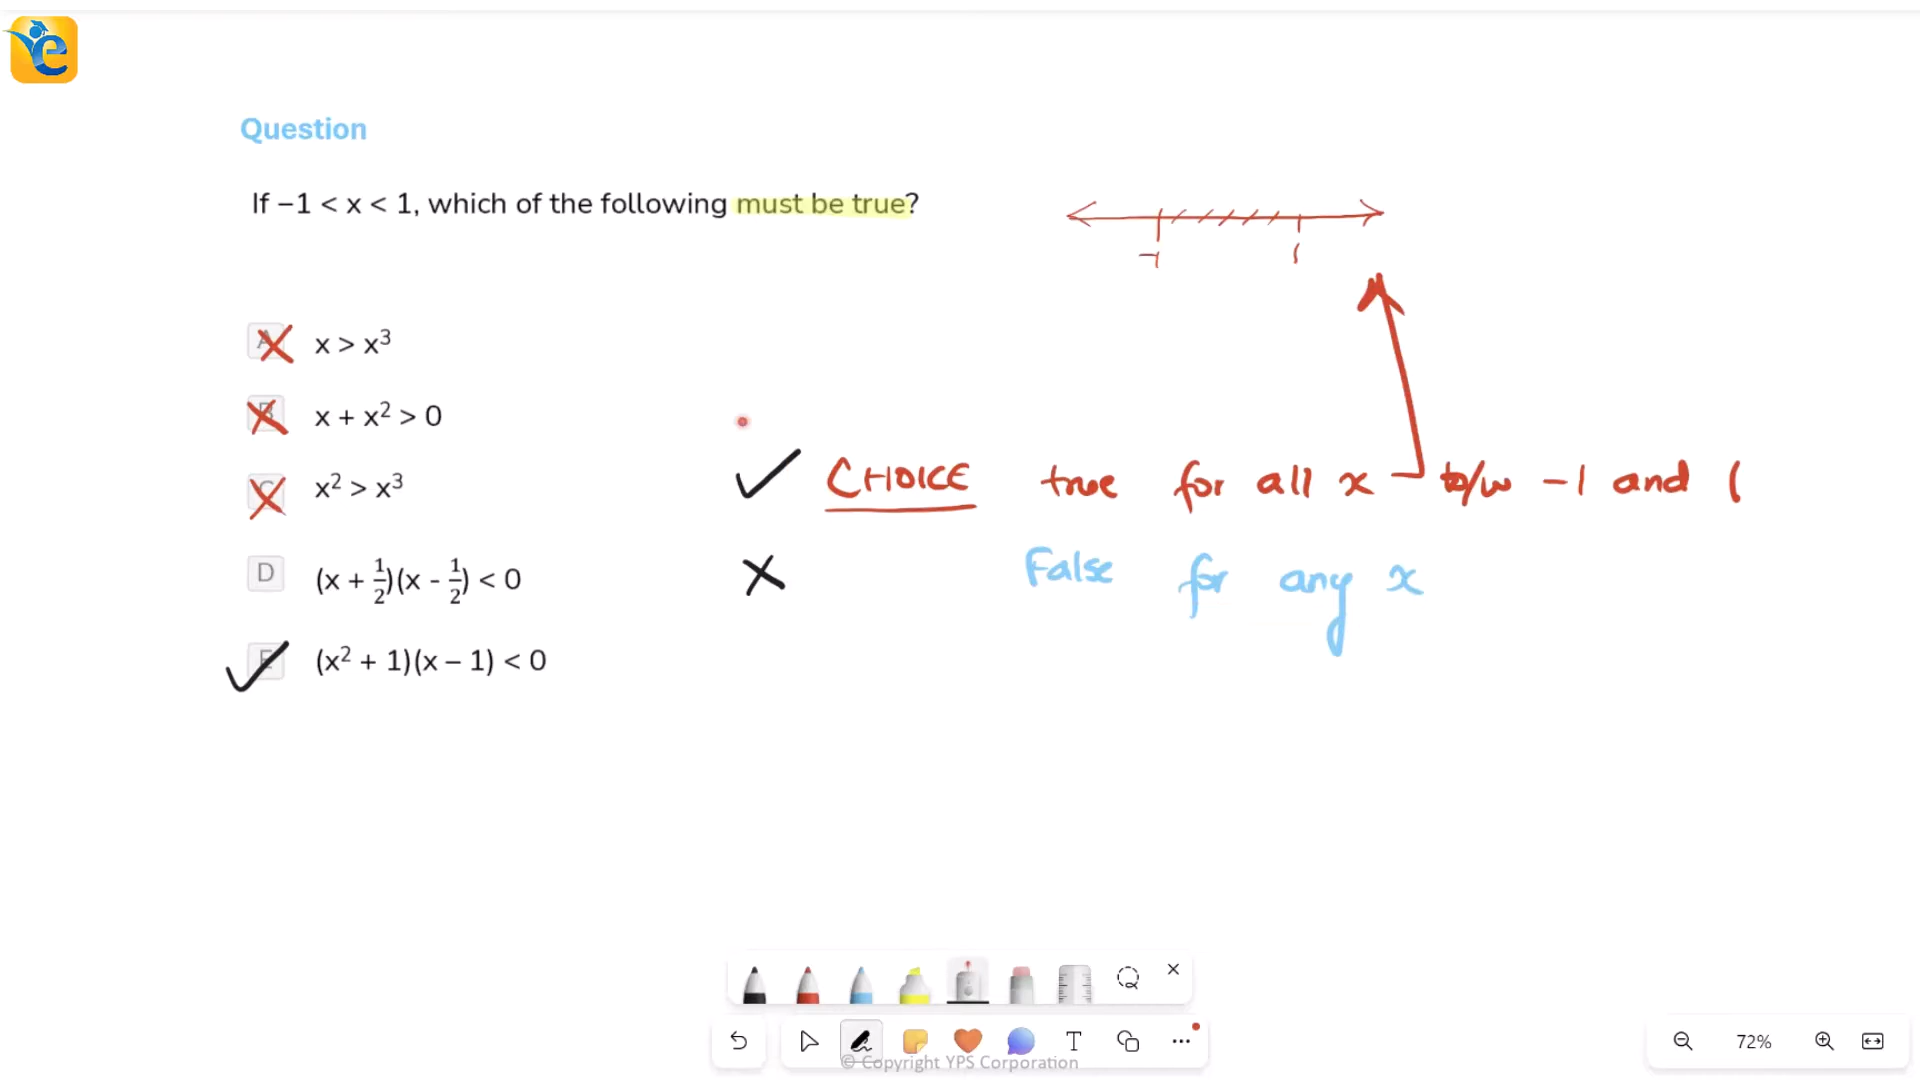 e
Question
If −1 < x < 1, which of the following must be true?
-1 1
A x > x³
B x + x² > 0
C x² > x³
CHOICE true for all x b/w -1 and 1
D (x + 1/2)(x - 1/2) < 0
False for any x
E (x² + 1)(x – 1) < 0
T
72%
© Copyright YPS Corporation